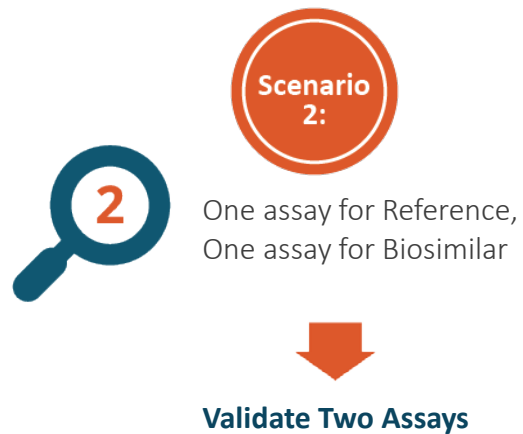 Scenario
2:
2
One assay for Reference,
One assay for Biosimilar
Validate Two Assays